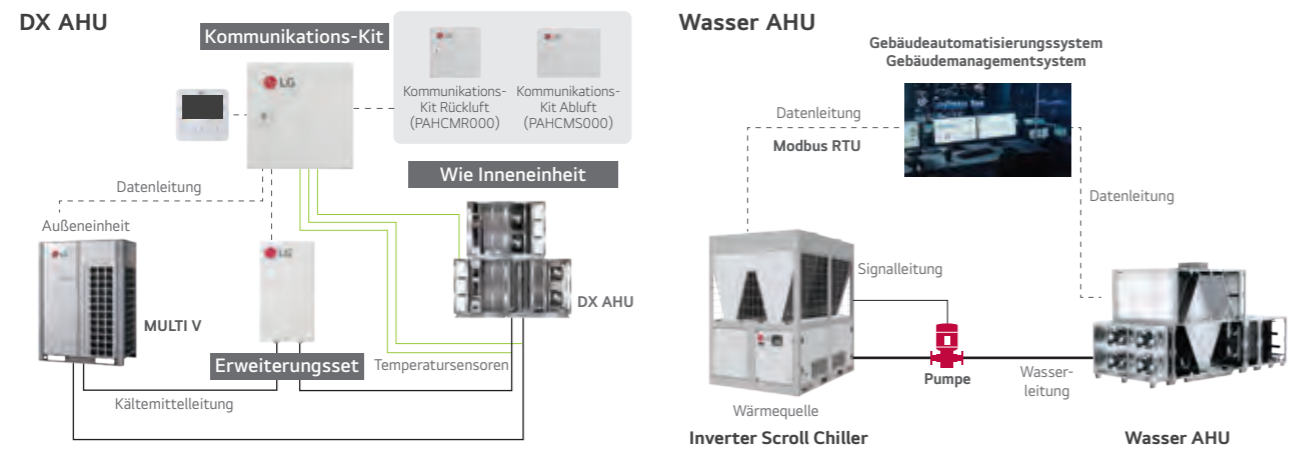 DX AHU
Kommunikations-Kit
LG
Kommunikations-
Kit Rückluft
(PAHCMR000)
Kommunikations-
Kit Abluft
(PAHCMS000)
Wie Inneneinheit
Datenleitung
Außeneinheit
LG
DX AHU
MULTI V
Erweiterungsset
Temperatursensoren
Kältemittelleitung
Wasser AHU
Gebäudeautomatisierungssystem
Gebäudemanagementsystem
Datenleitung
Modbus RTU
Datenleitung
Signalleitung
Pumpe
Wasser-
leitung
Wärmequelle
Inverter Scroll Chiller
Wasser AHU